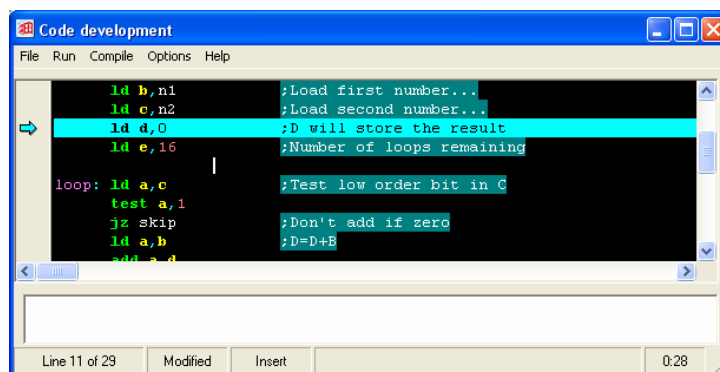 Code development
File Run Compile Options Help
ld b,n1 ;Load first number...
ld c,n2 ;Load second number...
ld d,0 ;D will store the result
ld e,16 ;Number of loops remaining
loop: ld a,c ;Test low order bit in C
test a,1
jz skip ;Don't add if zero
ld a,b ;D=D+B
add a,d
Line 11 of 29 Modified Insert 0:28